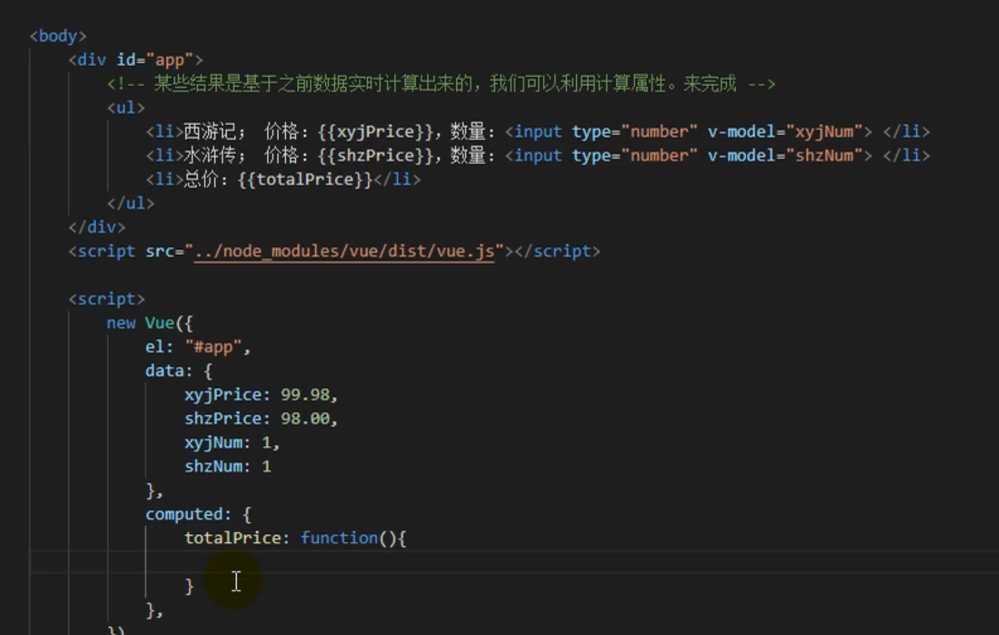 <body>
<div id="app">
<!-- 某些结果是基于之前数据实时计算出来的，我们可以利用计算属性。来完成 -->
<ul>
<li>西游记； 价格：{{xyjPrice}}，数量：<input type="number" v-model="xyjNum"> </li>
<li>水浒传； 价格：{{shzPrice}}，数量：<input type="number" v-model="shzNum"> </li>
<li>总价：{{totalPrice}}</li>
</ul>
</div>
<script src="../node_modules/vue/dist/vue.js"></script>
<script>
new Vue({
el: "#app",
data: {
xyjPrice: 99.98,
shzPrice: 98.00,
xyjNum: 1,
shzNum: 1
},
computed: {
totalPrice: function(){
}
},
})